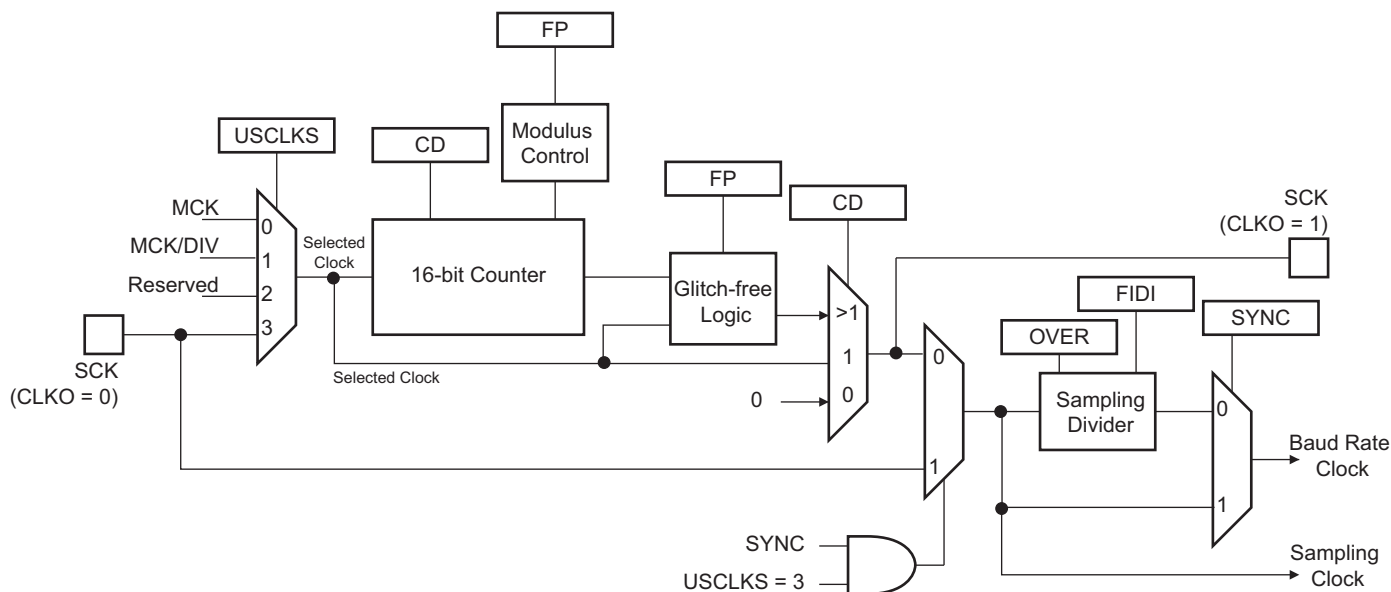 FP
USCLKS
CD
Modulus
Control
FP
CD
SCK
(CLKO = 1)
MCK
0
MCK/DIV
1
Reserved
2
3
Selected
Clock
16-bit Counter
Glitch-free
Logic
>1
1
0
0
FIDI
OVER
SYNC
SCK
(CLKO = 0)
Selected Clock
0
1
Sampling
Divider
0
1
Baud Rate
Clock
SYNC
USCLKS = 3
Sampling
Clock